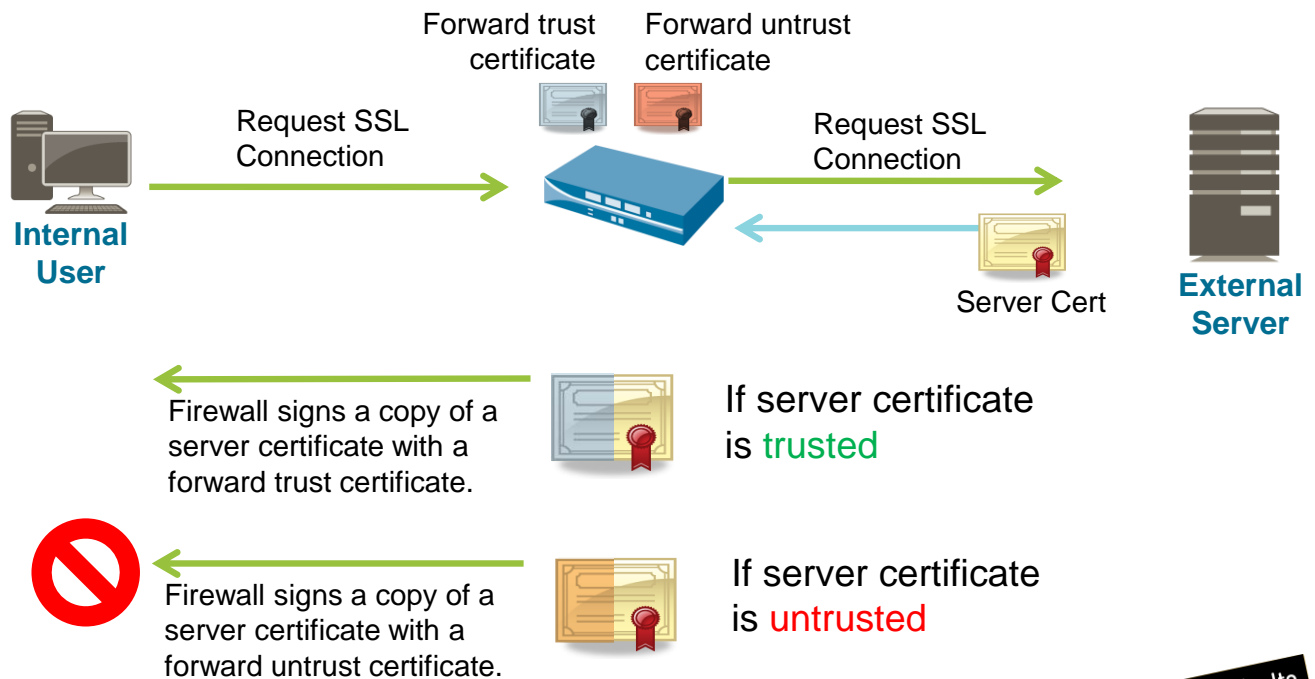 Forward trust
certificate
Forward untrust
certificate
Request SSL
Connection
Request SSL
Connection
Internal
User
Server Cert
External
Server
Firewall signs a copy of a
server certificate with a
forward trust certificate.
If server certificate
is trusted
Firewall signs a copy of a
server certificate with a
forward untrust certificate.
If server certificate
is untrusted